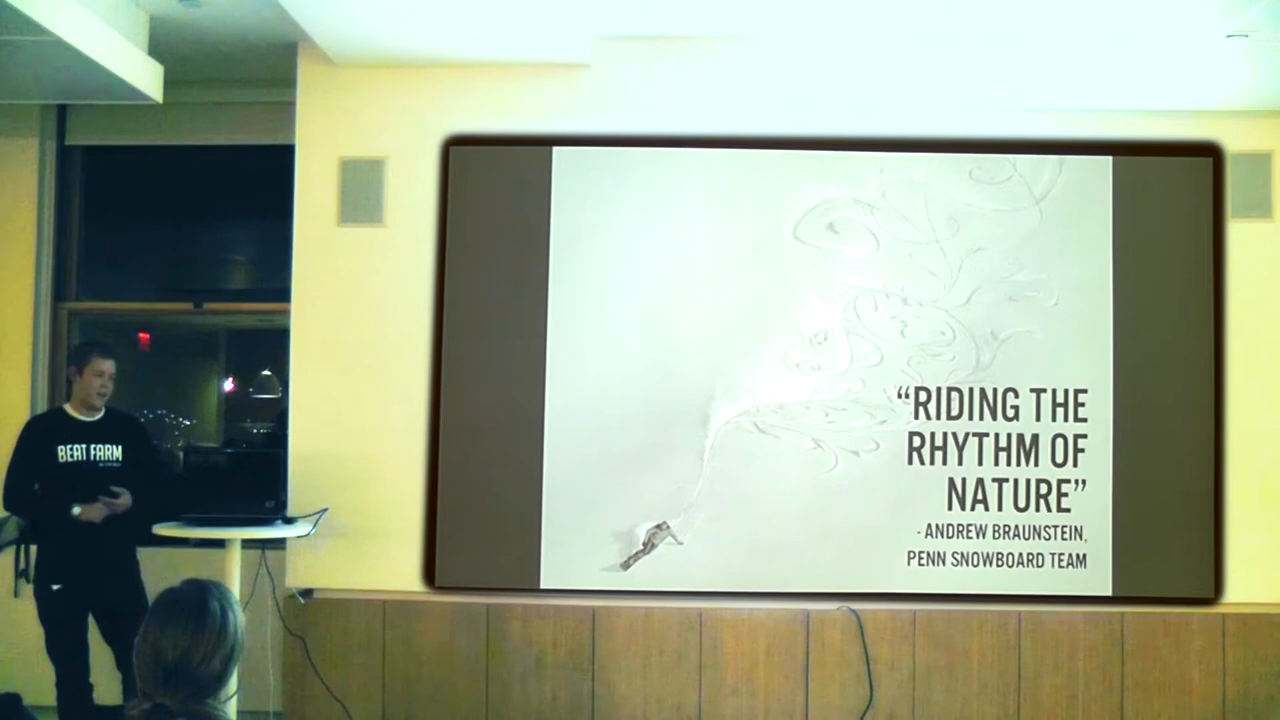 BEAT FARM
“RIDING THE
RHYTHM OF
NATURE”
- ANDREW BRAUNSTEIN,
PENN SNOWBOARD TEAM